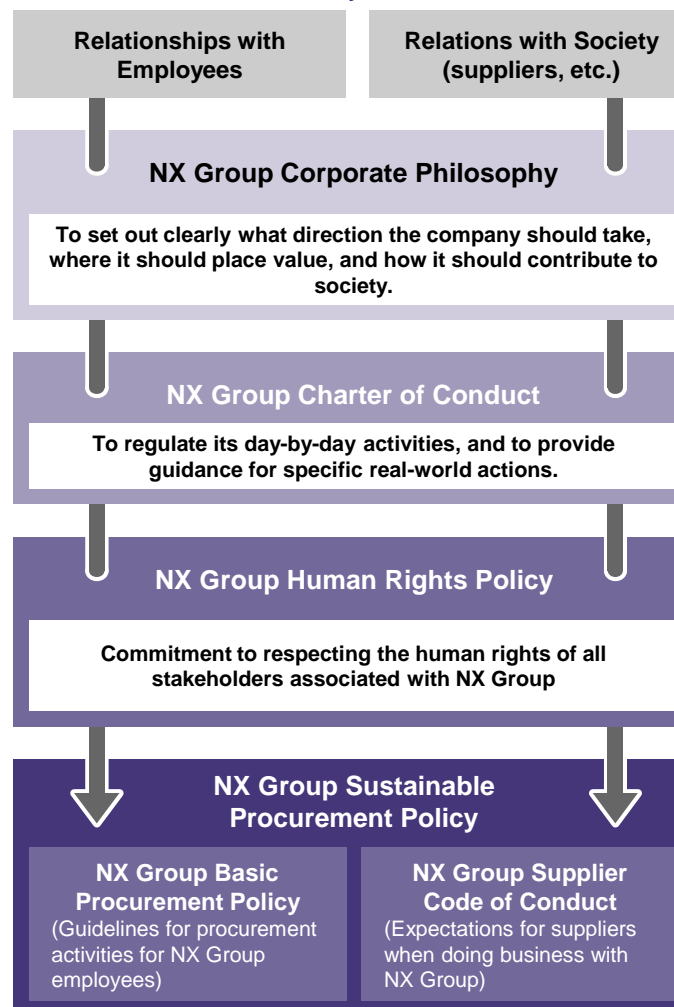 Relationships with
Employees
Relations with Society
(suppliers, etc.)
NX Group Corporate Philosophy
To set out clearly what direction the company should take,
where it should place value, and how it should contribute to
society.
NX Group Charter of Conduct
To regulate its day-by-day activities, and to provide
guidance for specific real-world actions.
NX Group Human Rights Policy
Commitment to respecting the human rights of all
stakeholders associated with NX Group
NX Group Sustainable
Procurement Policy
NX Group Basic
Procurement Policy
(Guidelines for procurement
activities for NX Group
employees)
NX Group Supplier
Code of Conduct
(Expectations for suppliers
when doing business with
NX Group)